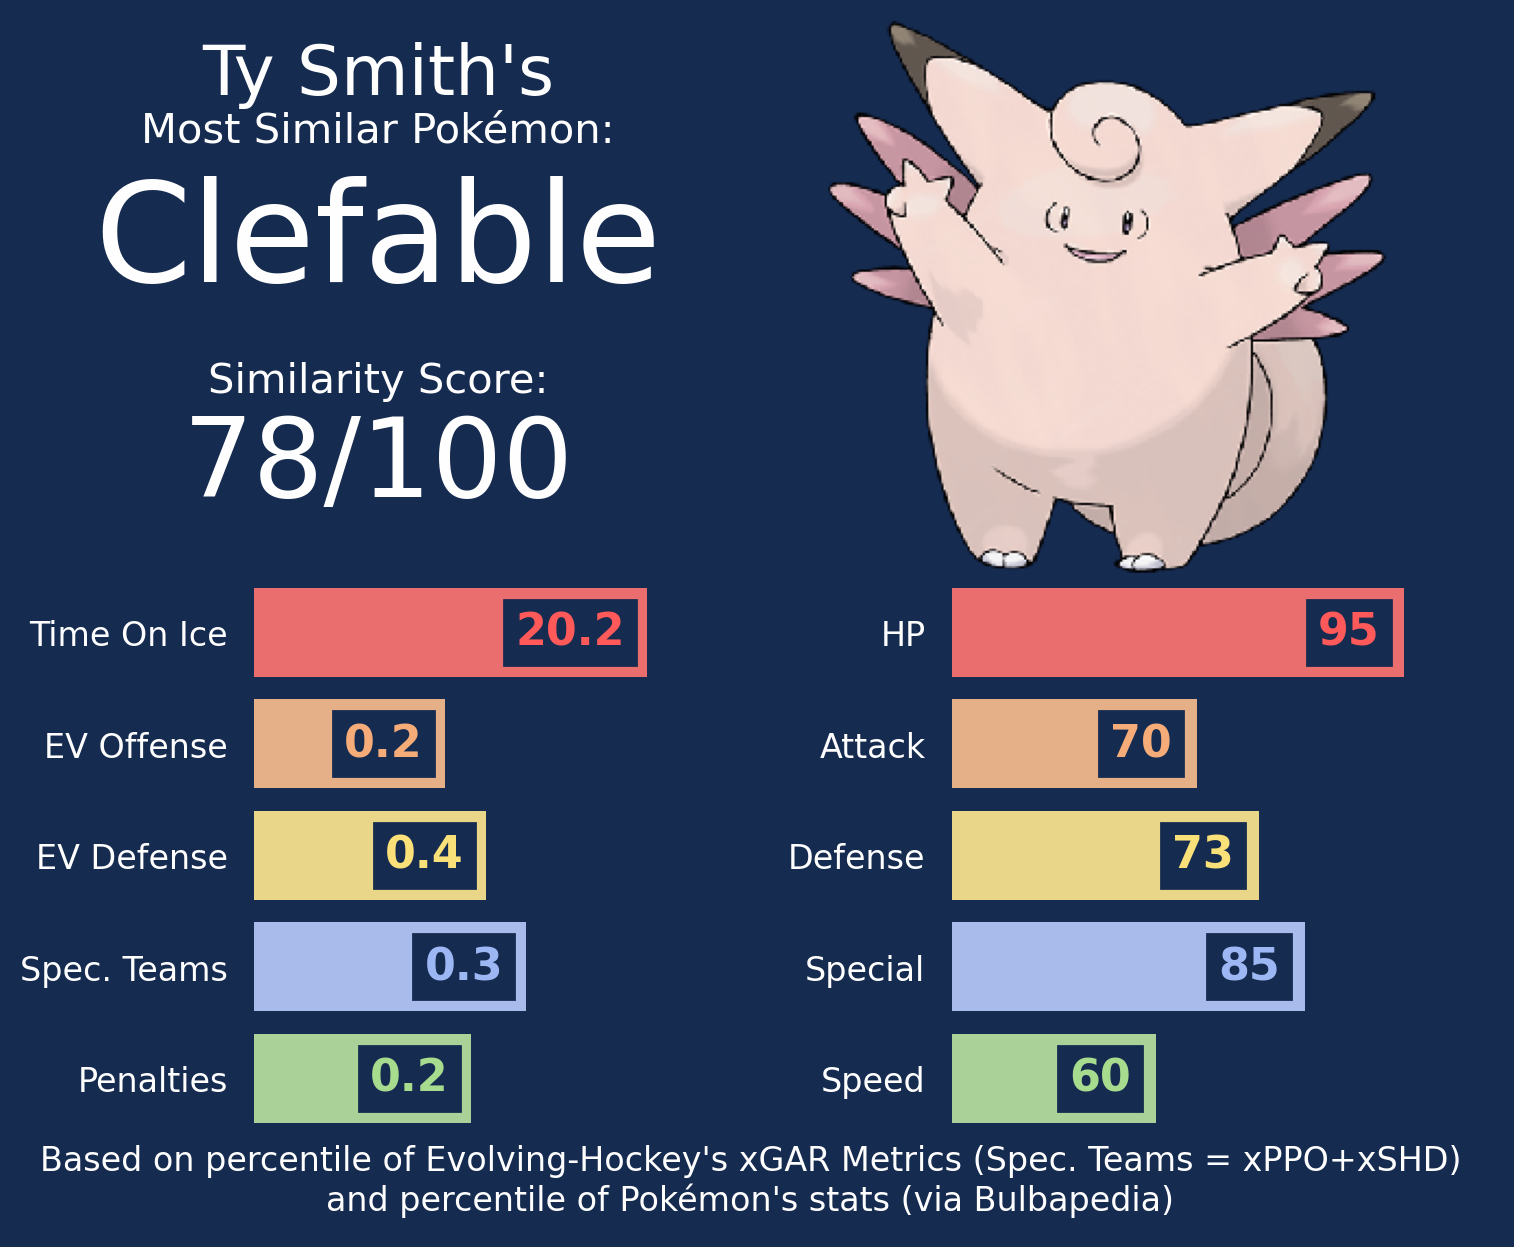 Ty Smith's
Most Similar Pokémon:
Clefable
Similarity Score:
78/100
Time On Ice 20.2
EV Offense 0.2
EV Defense 0.4
Spec. Teams 0.3
Penalties 0.2
HP 95
Attack 70
Defense 73
Special 85
Speed 60
Based on percentile of Evolving-Hockey's xGAR Metrics (Spec. Teams = xPPO+xSHD)
and percentile of Pokémon's stats (via Bulbapedia)